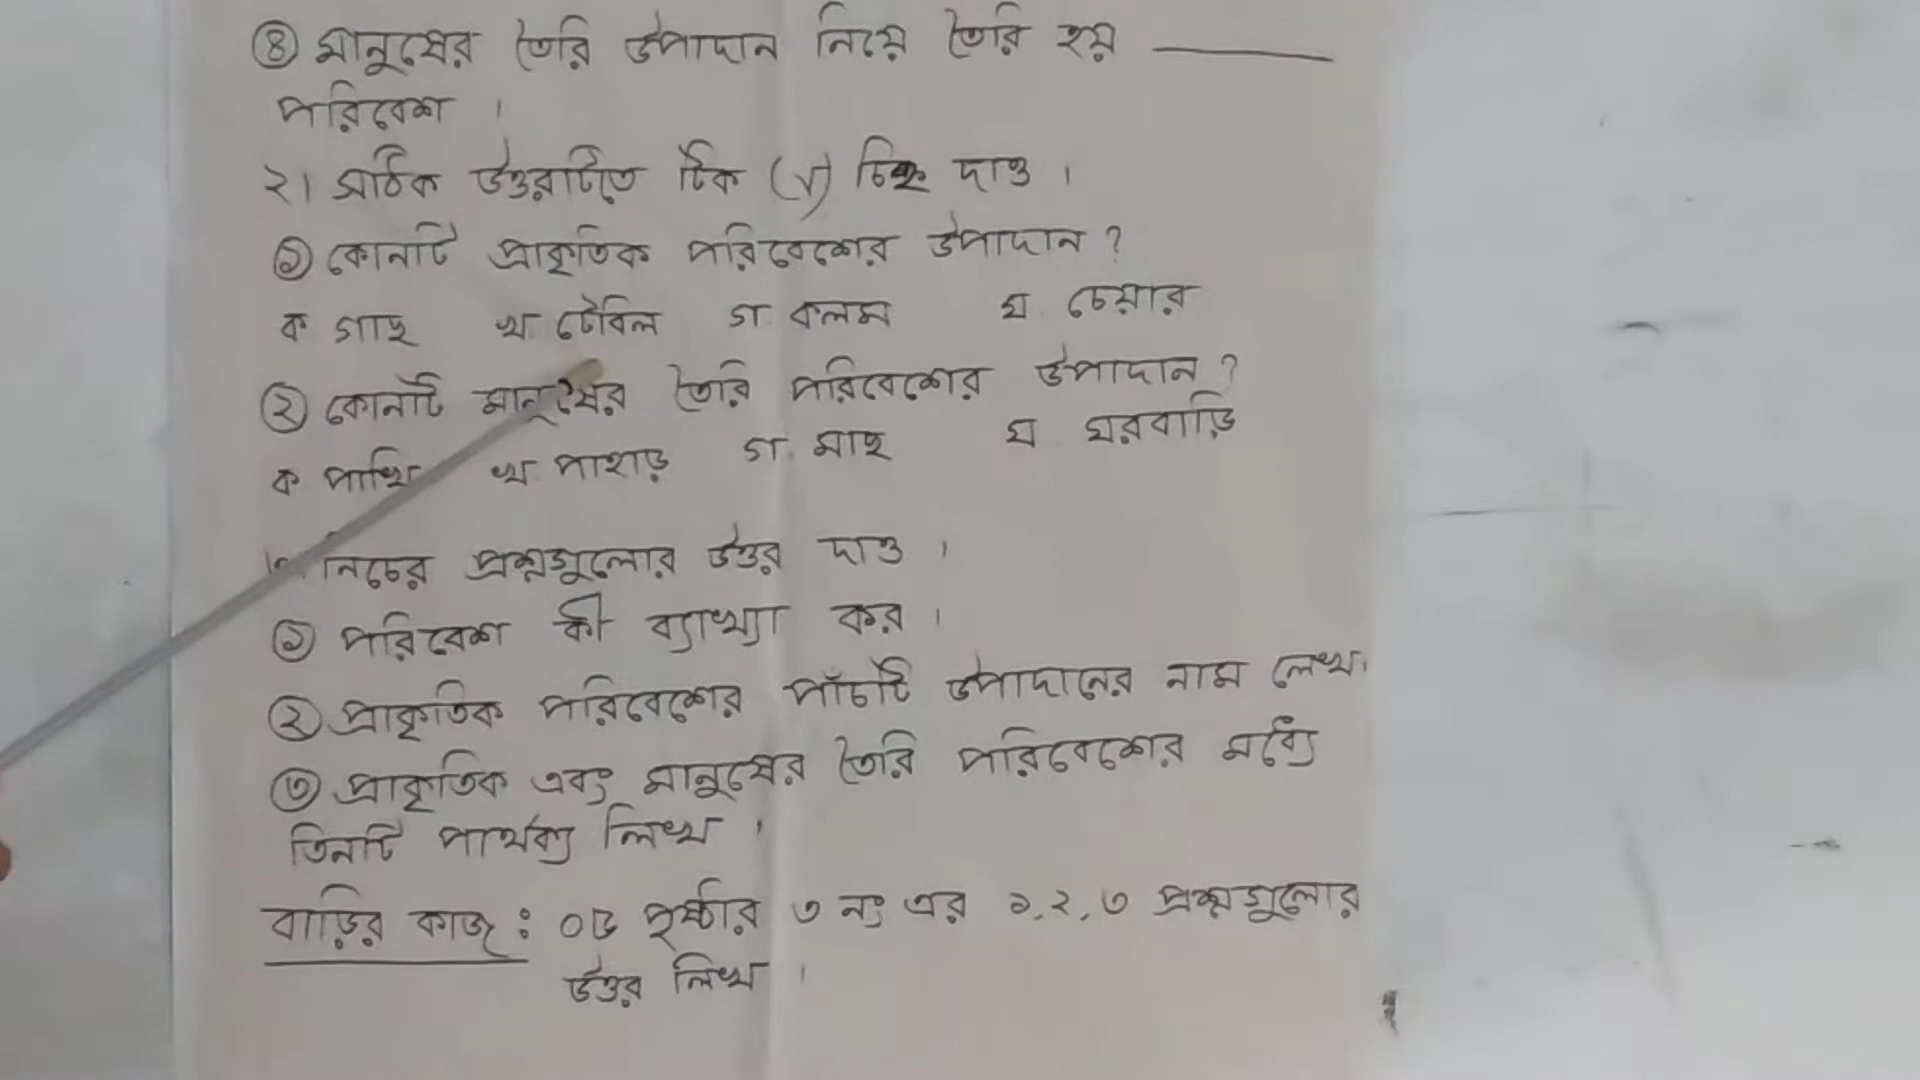 ৪ মানুষের তৈরি উপাদান নিয়ে তৈরি হয় ______
পরিবেশ ।
২। সঠিক উত্তরটিতে টিক (√) চিহ্ন দাও ।
১ কোনটি প্রাকৃতিক পরিবেশের উপাদান ?
ক গাছ খ. টেবিল গ. কলম ঘ. চেয়ার
২ কোনটি মানুষের তৈরি পরিবেশের উপাদান ?
ক পাখি খ. পাহাড় গ. মাছ ঘ. ঘরবাড়ি
নিচের প্রশ্নগুলোর উত্তর দাও ।
১ পরিবেশ কী ব্যাখ্যা কর ।
২ প্রাকৃতিক পরিবেশের পাঁচটি উপাদানের নাম লেখ।
৩ প্রাকৃতিক এবং মানুষের তৈরি পরিবেশের মধ্যে
তিনটি পার্থক্য লিখ ।
বাড়ির কাজ : পৃষ্ঠার ৩ নং এর ১,২,৩ প্রশ্নগুলোর
উত্তর লিখ ।